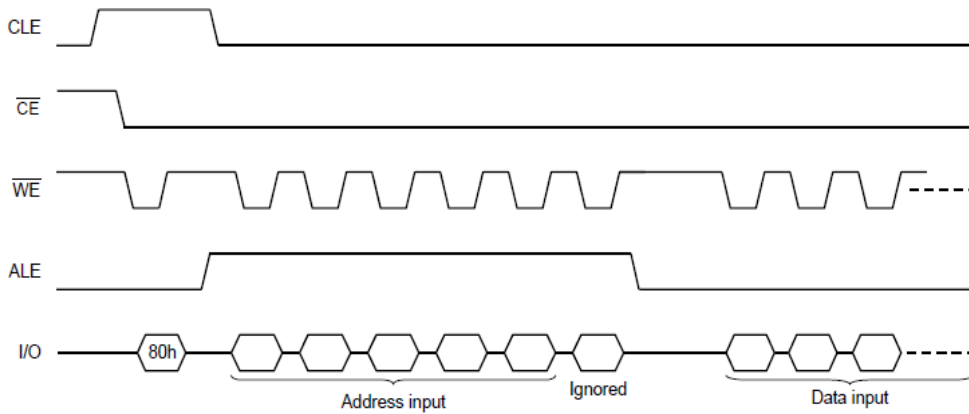 CLE
CE
WE
ALE
I/O
80h
Address input
Ignored
Data input